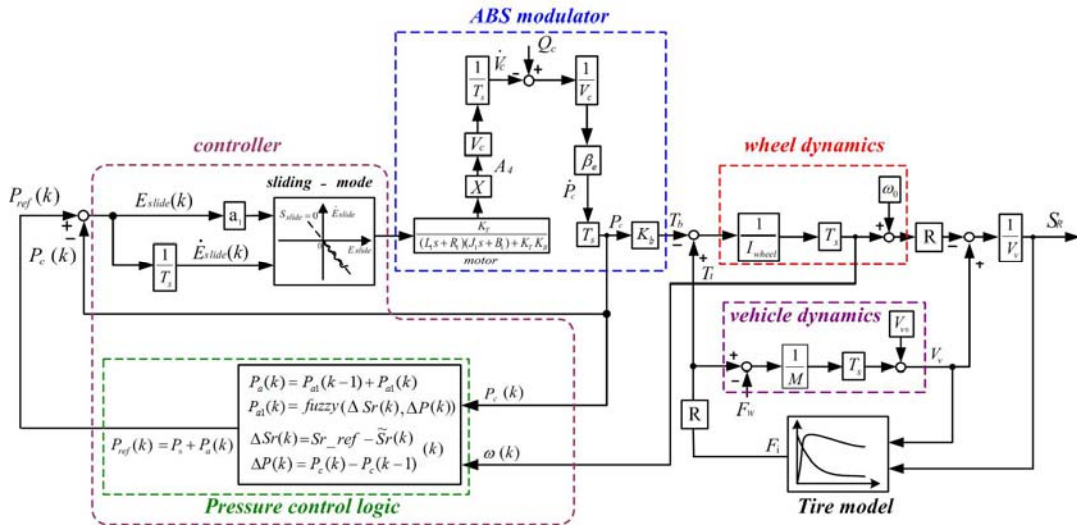 ABS modulator
Q_c
1/T_s
V̇_c
-
+
1/V_c
V_c
β_e
A_4
Ṗ_c
X
K_T
(L_t s + R_t)(J_t s + B_t) + K_T K_B
motor
T_s
P_c
K_b
controller
sliding - mode
P_ref(k)
+
-
P_c(k)
E_slide(k)
a_1
S_slide=0
Ė_slide
0
E_slide
1/T_s
Ė_slide(k)
wheel dynamics
T_b
-
+
T_t
1/I_wheel
T_s
ω_0
+
R
-
+
1/V_v
S_R
vehicle dynamics
+
-
F_w
1/M
T_s
V_v0
V_v
R
F_i
Tire model
P_a(k) = P_a1(k-1) + P_a1(k)
P_a1(k) = fuzzy(Δ Sr(k), ΔP(k))
ΔSr(k) = Sr_ref - S̃r(k)
(k)
ΔP(k) = P_c(k) - P_c(k-1)
P_c(k)
ω(k)
P_ref(k) = P_s + P_a(k)
Pressure control logic